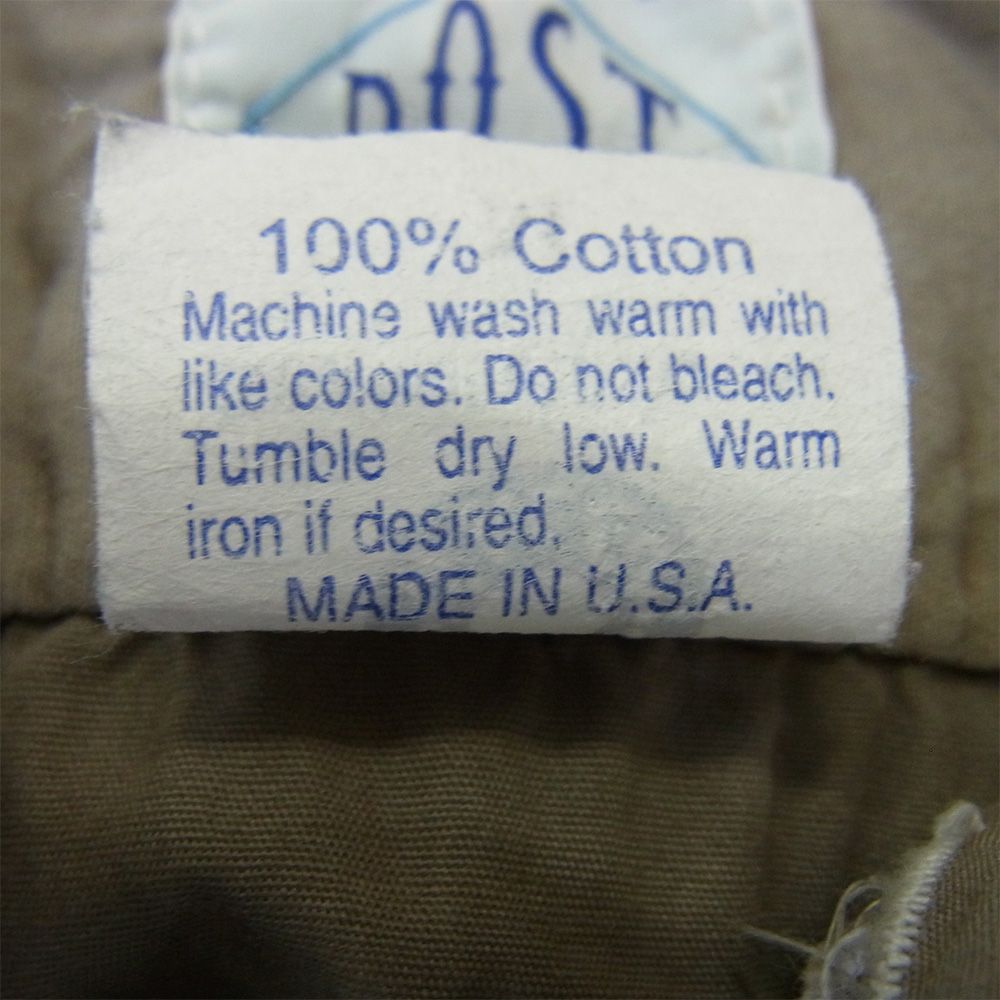 POST
100% Cotton
Machine wash warm with
like colors. Do not bleach.
Tumble dry low. Warm
iron if desired.
MADE IN U.S.A.